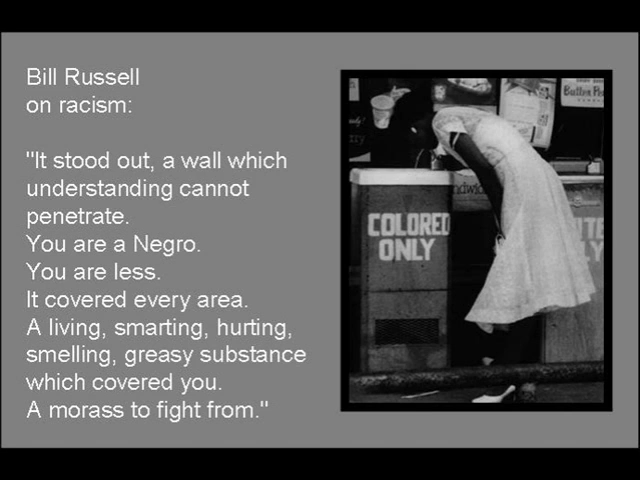 Bill Russell
on racism:
"It stood out, a wall which
understanding cannot
penetrate.
You are a Negro.
You are less.
It covered every area.
A living, smarting, hurting,
smelling, greasy substance
which covered you.
A morass to fight from."
COLORED
ONLY